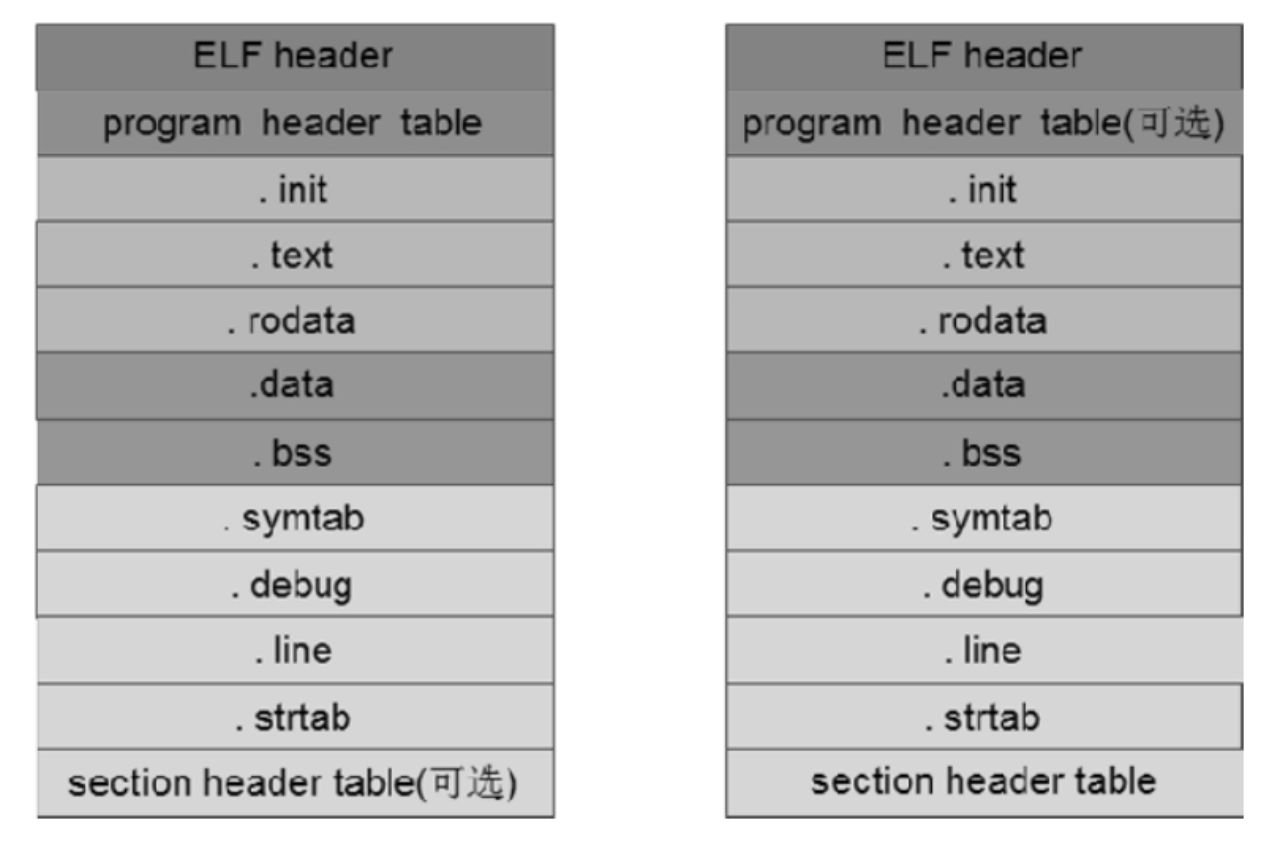 ELF header
program header table
. init
. text
. rodata
.data
. bss
. symtab
. debug
. line
. strtab
section header table(可选)
ELF header
program header table(可选)
. init
. text
. rodata
.data
. bss
. symtab
. debug
. line
. strtab
section header table